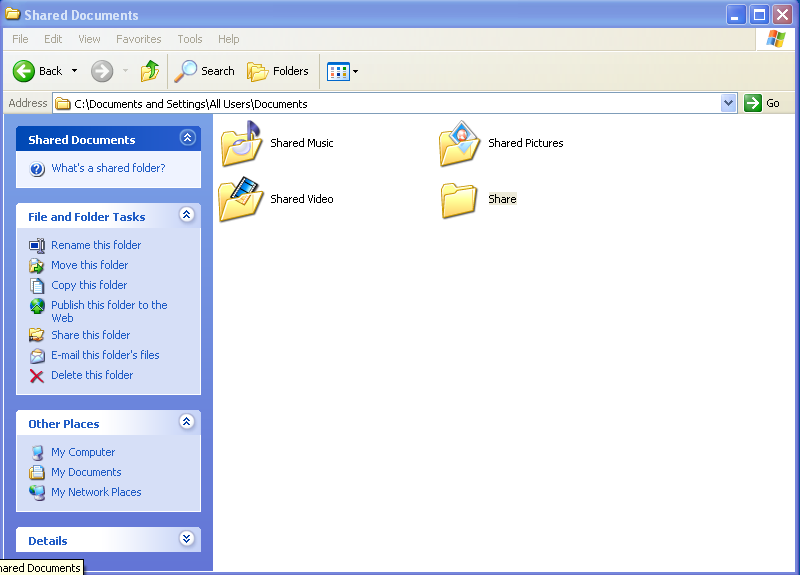 Shared Documents
File Edit View Favorites Tools Help
Back Search Folders
Address C:\Documents and Settings\All Users\Documents Go
Shared Documents
What's a shared folder?
File and Folder Tasks
Rename this folder
Move this folder
Copy this folder
Publish this folder to the
Web
Share this folder
E-mail this folder's files
Delete this folder
Other Places
My Computer
My Documents
My Network Places
Details
Shared Music
Shared Pictures
Shared Video
Share
hared Documents